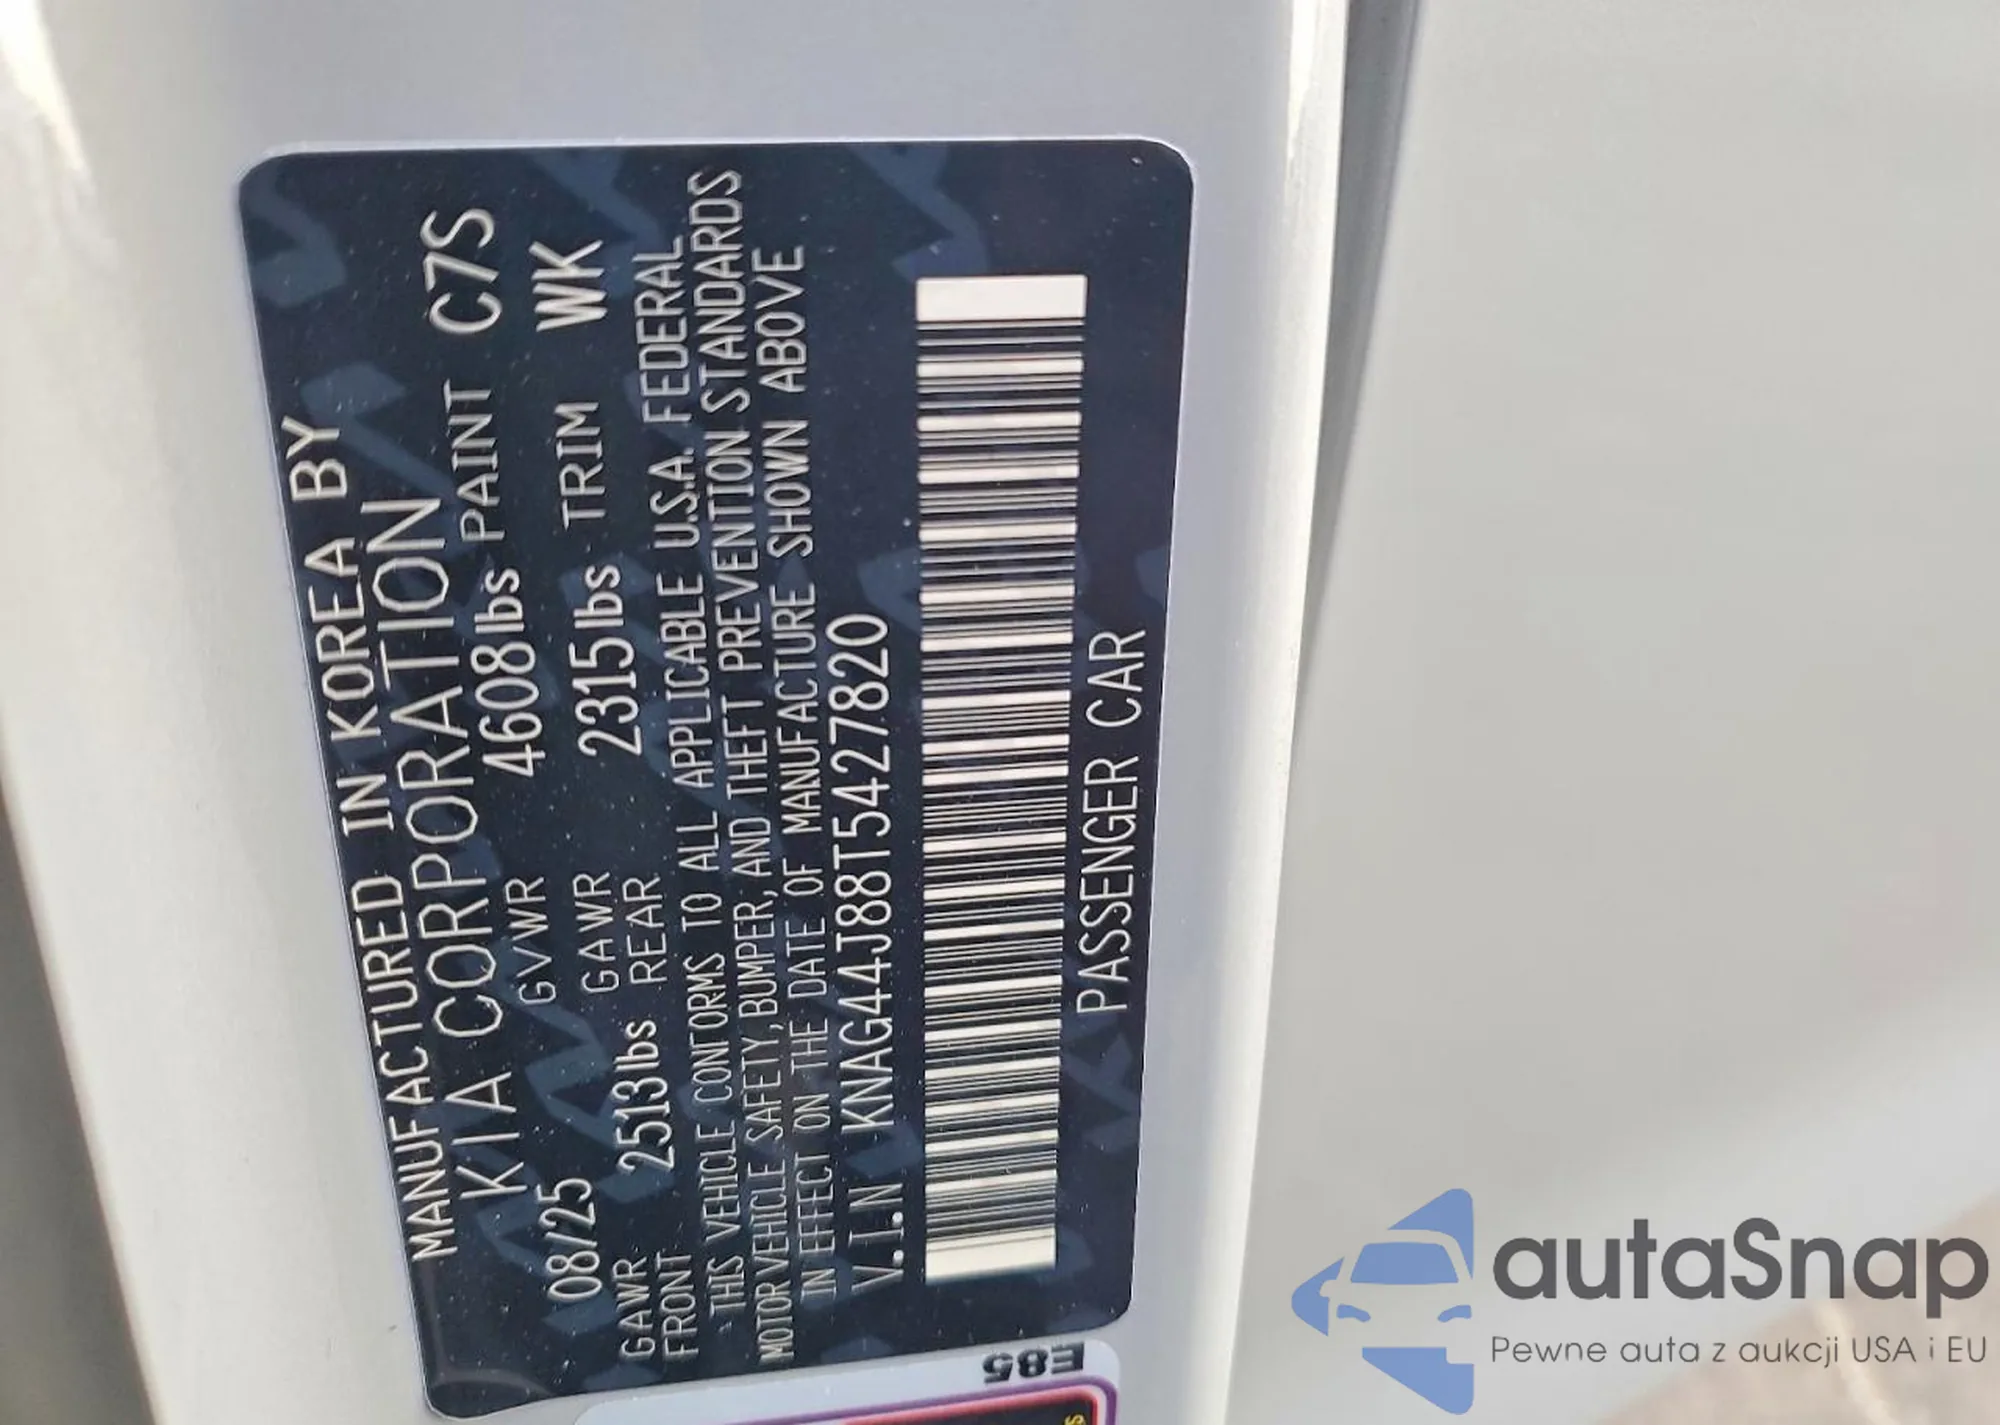 MANUFACTURED IN KOREA BY
KIA CORPORATION
08/25 GVWR 4608lbs PAINT C7S
GAWR FRONT 2513lbs GAWR REAR 2315lbs TRIM WK
THIS VEHICLE CONFORMS TO ALL APPLICABLE U.S.A. FEDERAL
MOTOR VEHICLE SAFETY, BUMPER, AND THEFT PREVENTION STANDARDS
IN EFFECT ON THE DATE OF MANUFACTURE SHOWN ABOVE
V.I.N KNAG44J88T5427820
PASSENGER CAR
E85
autaSnap
Pewne auta z aukcji USA i EU